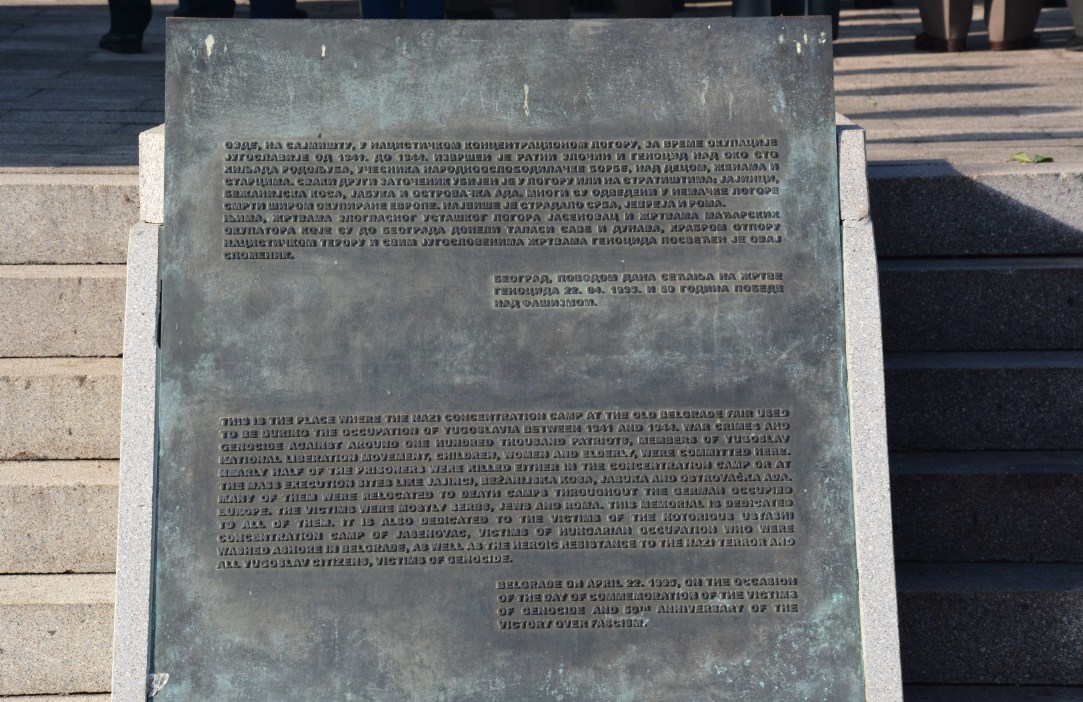 ОВДЕ, НА САЈМИШТУ, У НАЦИСТИЧКОМ КОНЦЕНТРАЦИОНОМ ЛОГОРУ, ЗА ВРЕМЕ ОКУПАЦИЈЕ
ЈУГОСЛАВИЈЕ ОД 1941. ДО 1944. ИЗВРШЕН ЈЕ РАТНИ ЗЛОЧИН И ГЕНОЦИД НАД ОКО СТО
ХИЉАДА РОДОЉУБА, УЧЕСНИКА НАРОДНООСЛОБОДИЛАЧКЕ БОРБЕ, НАД ДЕЦОМ, ЖЕНАМА И
СТАРЦИМА. СВАКИ ДРУГИ ЗАТОЧЕНИК УБИЈЕН ЈЕ У ЛОГОРУ ИЛИ НА СТРАТИШТИМА: ЈАЈИНЦИ,
БЕЖАНИЈСКА КОСА, ЈАБУКА И ОСТРОВАЧКА АДА. МНОГИ СУ ОДВЕДЕНИ У НЕМАЧКЕ ЛОГОРЕ
СМРТИ ШИРОМ ОКУПИРАНЕ ЕВРОПЕ. НАЈВИШЕ ЈЕ СТРАДАЛО СРБА, ЈЕВРЕЈА И РОМА.
ЊИМА, ЖРТВАМА ЗЛОГЛАСНОГ УСТАШКОГ ЛОГОРА ЈАСЕНОВАЦ И ЖРТВАМА МАЂАРСКИХ
ОКУПАТОРА КОЈЕ СУ ДО БЕОГРАДА ДОНЕЛИ ТАЛАСИ САВЕ И ДУНАВА, ХРАБРОМ ОТПОРУ
НАЦИСТИЧКОМ ТЕРОРУ И СВИМ ЈУГОСЛОВЕНИМА ЖРТВАМА ГЕНОЦИДА ПОСВЕЋЕН ЈЕ ОВАЈ
СПОМЕНИК.
БЕОГРАД, ПОВОДОМ ДАНА СЕЋАЊА НА ЖРТВЕ
ГЕНОЦИДА 22. 04. 1995. И 50 ГОДИНА ПОБЕДЕ
НАД ФАШИЗМОМ.
THIS IS THE PLACE WHERE THE NAZI CONCENTRATION CAMP AT THE OLD BELGRADE FAIR USED
TO BE DURING THE OCCUPATION OF YUGOSLAVIA BETWEEN 1941 AND 1944. WAR CRIMES AND
GENOCIDE AGAINST AROUND ONE HUNDRED THOUSAND PATRIOTS, MEMBERS OF YUGOSLAV
NATIONAL LIBERATION MOVEMENT, CHILDREN, WOMEN AND ELDERLY, WERE COMMITTED HERE.
NEARLY HALF OF THE PRISONERS WERE KILLED EITHER IN THE CONCENTRATION CAMP OR AT
THE MASS EXECUTION SITES LIKE JAJINCI, BEŽANIJSKA KOSA, JABUKA AND OSTROVAČKA ADA.
MANY OF THEM WERE RELOCATED TO DEATH CAMPS THROUGHOUT THE GERMAN OCCUPIED
EUROPE. THE VICTIMS WERE MOSTLY SERBS, JEWS AND ROMA. THIS MEMORIAL IS DEDICATED
TO ALL OF THEM. IT IS ALSO DEDICATED TO THE VICTIMS OF THE NOTORIOUS USTASHI
CONCENTRATION CAMP OF JASENOVAC, VICTIMS OF HUNGARIAN OCCUPATION WHO WERE
WASHED ASHORE IN BELGRADE, AS WELL AS THE HEROIC RESISTANCE TO THE NAZI TERROR AND
ALL YUGOSLAV CITIZENS, VICTIMS OF GENOCIDE.
BELGRADE ON APRIL 22. 1995, ON THE OCCASION
OF THE DAY OF COMMEMORATION OF THE VICTIMS
OF GENOCIDE AND 50TH ANNIVERSARY OF THE
VICTORY OVER FASCISM.